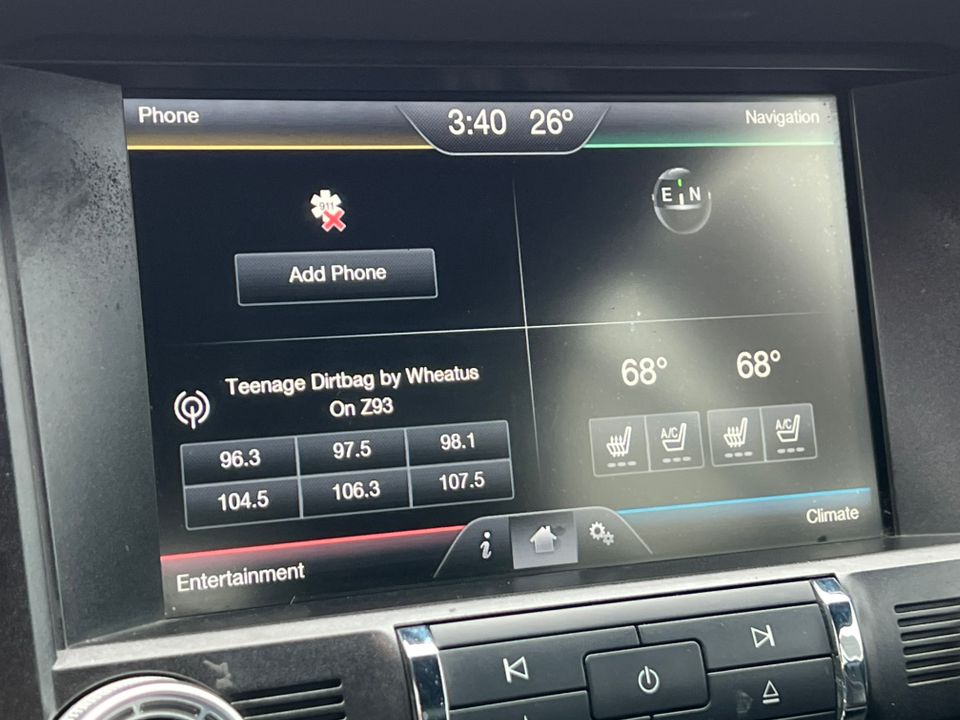 Phone
3:40 26°
Navigation
911
E N
Add Phone
Teenage Dirtbag by Wheatus
On Z93
96.3 97.5 98.1
104.5 106.3 107.5
68° 68°
A/C A/C
Entertainment
i
Climate